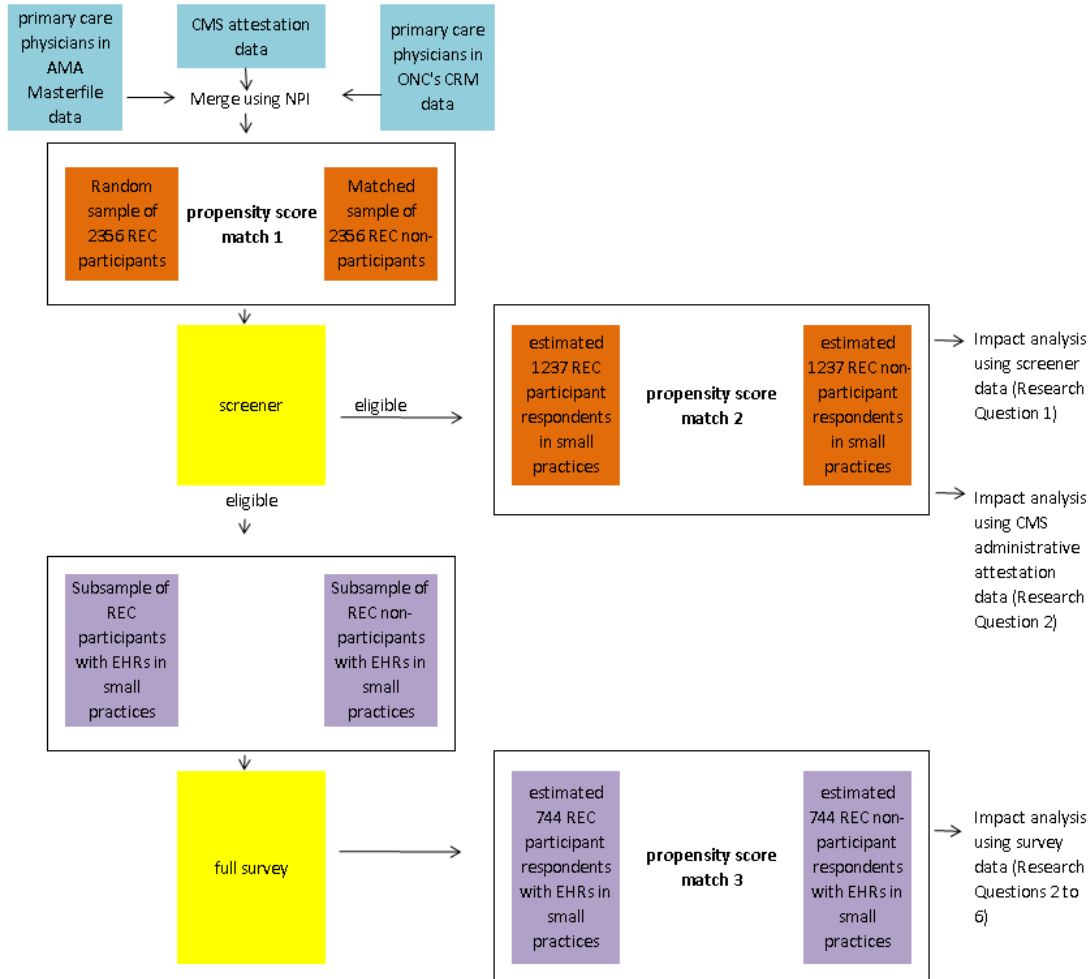 primary care
physicians in
AMA
Masterfile
data
CMS attestation
data
primary care
physicians in
ONC's CRM
data
Merge using NPI
Random
sample of
2356 REC
participants
propensity score
match 1
Matched
sample of
2356 REC non-
participants
screener
eligible
estimated
1237 REC
participant
respondents
in small
practices
propensity score
match 2
estimated
1237 REC non-
participant
respondents
in small
practices
Impact analysis
using screener
data (Research
Question 1)
Impact analysis
using CMS
administrative
attestation
data (Research
Question 2)
eligible
Subsample of
REC
participants
with EHRs in
small
practices
Subsample of
REC non-
participants
with EHRs in
small
practices
full survey
estimated
744 REC
participant
respondents
with EHRs in
small
practices
propensity score
match 3
estimated
744 REC non-
participant
respondents
with EHRs in
small
practices
Impact analysis
using survey
data (Research
Questions 2 to
6)